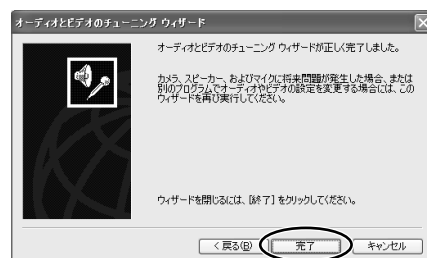 オーディオとビデオのチューニング ウィザード
オーディオとビデオのチューニング ウィザードが正しく完了しました。
カメラ、スピーカー、およびマイクに将来問題が発生した場合、または
別のプログラムでオーディオやビデオの設定を変更する場合には、この
ウィザードを再び実行してください。
ウィザードを閉じるには、[終了] をクリックしてください。
< 戻る(B) 完了 キャンセル